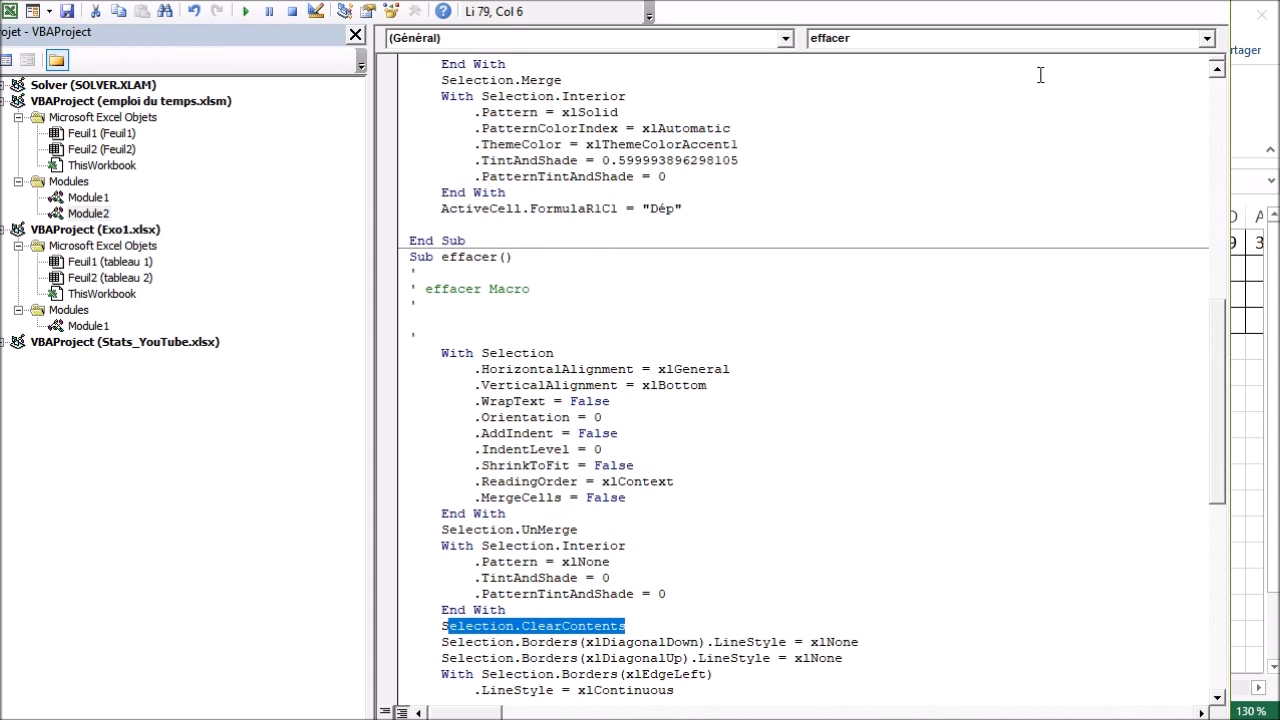 Li 79, Col 6
rojet - VBAProject
Solver (SOLVER.XLAM)
VBAProject (emploi du temps.xlsm)
Microsoft Excel Objets
Feuil1 (Feuil1)
Feuil2 (Feuil2)
ThisWorkbook
Modules
Module1
Module2
VBAProject (Exo1.xlsx)
Microsoft Excel Objets
Feuil1 (tableau 1)
Feuil2 (tableau 2)
ThisWorkbook
Modules
Module1
VBAProject (Stats_YouTube.xlsx)
(Général)
effacer
End With
Selection.Merge
With Selection.Interior
.Pattern = xlSolid
.PatternColorIndex = xlAutomatic
.ThemeColor = xlThemeColorAccent1
.TintAndShade = 0.599993896298105
.PatternTintAndShade = 0
End With
ActiveCell.FormulaR1C1 = "Dép"
End Sub
Sub effacer()
'
' effacer Macro
'
'
With Selection
.HorizontalAlignment = xlGeneral
.VerticalAlignment = xlBottom
.WrapText = False
.Orientation = 0
.AddIndent = False
.IndentLevel = 0
.ShrinkToFit = False
.ReadingOrder = xlContext
.MergeCells = False
End With
Selection.UnMerge
With Selection.Interior
.Pattern = xlNone
.TintAndShade = 0
.PatternTintAndShade = 0
End With
Selection.ClearContents
Selection.Borders(xlDiagonalDown).LineStyle = xlNone
Selection.Borders(xlDiagonalUp).LineStyle = xlNone
With Selection.Borders(xlEdgeLeft)
.LineStyle = xlContinuous
rtager
9
3
130 %